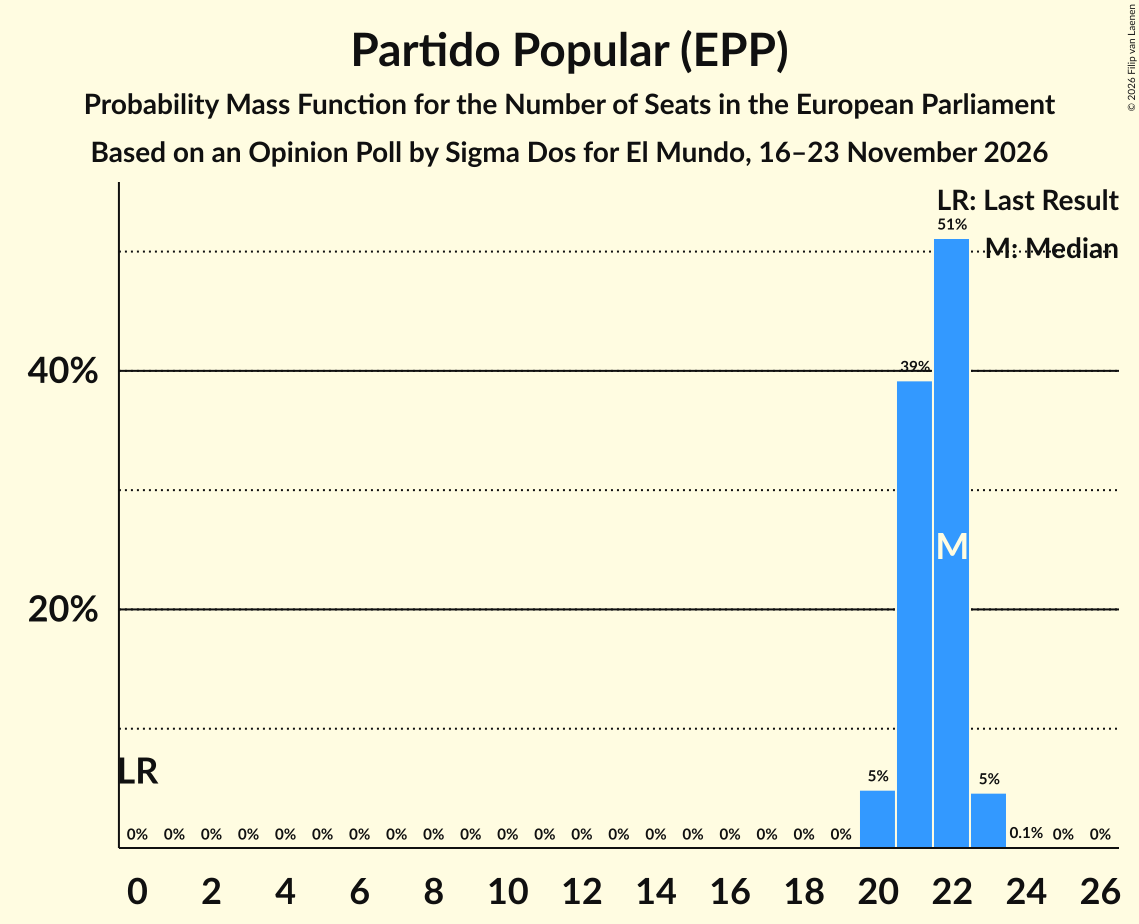 Partido Popular (EPP)
Probability Mass Function for the Number of Seats in the European Parliament
Based on an Opinion Poll by Sigma Dos for El Mundo, 16–23 November 2026
© 2026 Filip van Laenen
LR: Last Result
M: Median
51%
40%
39%
M
20%
LR
5%
5%
0% 0% 0% 0% 0% 0% 0% 0% 0% 0% 0% 0% 0% 0% 0% 0% 0% 0% 0% 0% 0.1% 0% 0%
0 2 4 6 8 10 12 14 16 18 20 22 24 26